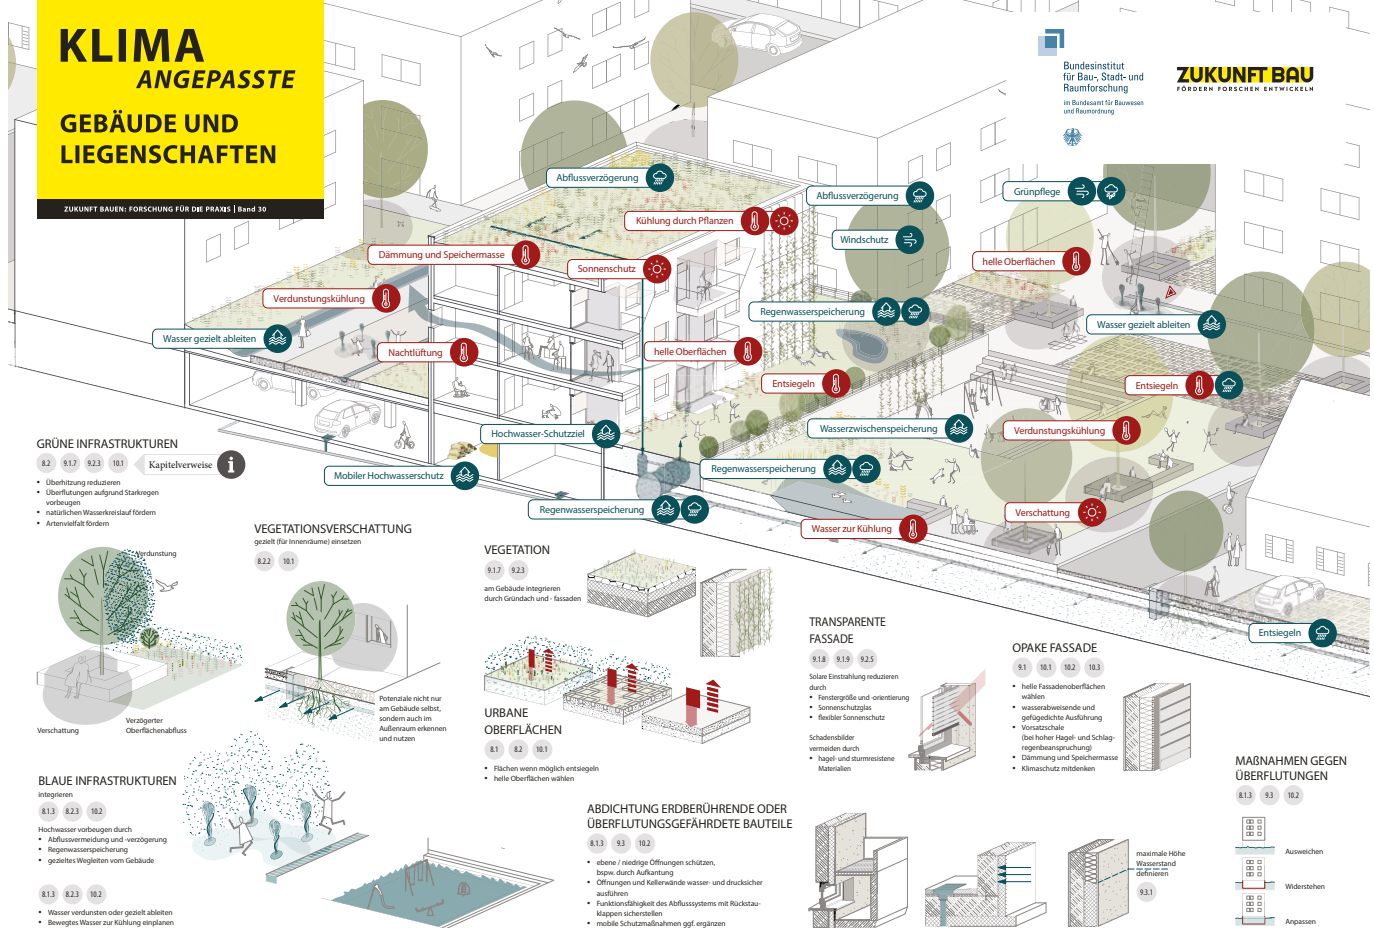 KLIMA
ANGEPASSTE
GEBÄUDE UND
LIEGENSCHAFTEN
ZUKUNFT BAUEN: FORSCHUNG FÜR DIE PRAXIS | Band 30
Bundesinstitut
für Bau-, Stadt- und
Raumforschung
im Bundesamt für Bauwesen
und Raumordnung
ZUKUNFT BAU
FÖRDERN FORSCHEN ENTWICKELN
Abflussverzögerung
Kühlung durch Pflanzen
Dämmung und Speichermasse
Sonnenschutz
Verdunstungskühlung
Wasser gezielt ableiten
Nachtlüftung
helle Oberflächen
Abflussverzögerung
Windschutz
Grünpflege
helle Oberflächen
Regenwasserspeicherung
Wasser gezielt ableiten
Entsiegeln
Entsiegeln
Wasserzwischenspeicherung
Verdunstungskühlung
Hochwasser-Schutzziel
Mobiler Hochwasserschutz
Regenwasserspeicherung
Regenwasserspeicherung
Wasser zur Kühlung
Verschattung
Entsiegeln
GRÜNE INFRASTRUKTUREN
8.2 9.1.7 9.2.3 10.1 Kapitelverweise i
• Überhitzung reduzieren
• Überflutungen aufgrund Starkregen
vorbeugen
• natürlichen Wasserkreislauf fördern
• Artenvielfalt fördern
Verdunstung
Verschattung
Verzögerter
Oberflächenabfluss
VEGETATIONSVERSCHATTUNG
gezielt (für Innenräume) einsetzen
8.2.2 10.1
Potenziale nicht nur
am Gebäude selbst,
sondern auch im
Außenraum erkennen
und nutzen
VEGETATION
9.1.7 9.2.3
am Gebäude integrieren
durch Gründach und - fassaden
URBANE
OBERFLÄCHEN
8.1 8.2 10.1
• Flächen wenn möglich entsiegeln
• helle Oberflächen wählen
TRANSPARENTE
FASSADE
9.1.8 9.1.9 9.2.5
Solare Einstrahlung reduzieren
durch
• Fenstergröße und -orientierung
• Sonnenschutzglas
• flexibler Sonnenschutz
Schadensbilder
vermeiden durch
• hagel- und sturmresistene
Materialien
OPAKE FASSADE
9.1 10.1 10.2 10.3
• helle Fassadenoberflächen
wählen
• wasserabweisende und
gefügedichte Ausführung
• Vorsatzschale
(bei hoher Hagel- und Schlag-
regenbeanspruchung)
• Dämmung und Speichermasse
• Klimaschutz mitdenken
BLAUE INFRASTRUKTUREN
integrieren
8.1.3 8.2.3 10.2
Hochwasser vorbeugen durch
• Abflussvermeidung und -verzögerung
• Regenwasserspeicherung
• gezieltes Wegleiten vom Gebäude
8.1.3 8.2.3 10.2
• Wasser verdunsten oder gezielt ableiten
• Bewegtes Wasser zur Kühlung einplanen
ABDICHTUNG ERDBERÜHRENDE ODER
ÜBERFLUTUNGSGEFÄHRDETE BAUTEILE
8.1.3 9.3 10.2
• ebene / niedrige Öffnungen schützen,
bspw. durch Aufkantung
• Öffnungen und Kellerwände wasser- und drucksicher
ausführen
• Funktionsfähigkeit des Abflusssystems mit Rückstau-
klappen sicherstellen
• mobile Schutzmaßnahmen ggf. ergänzen
maximale Höhe
Wasserstand
definieren
9.3.1
MAßNAHMEN GEGEN
ÜBERFLUTUNGEN
8.1.3 9.3 10.2
Ausweichen
Widerstehen
Anpassen